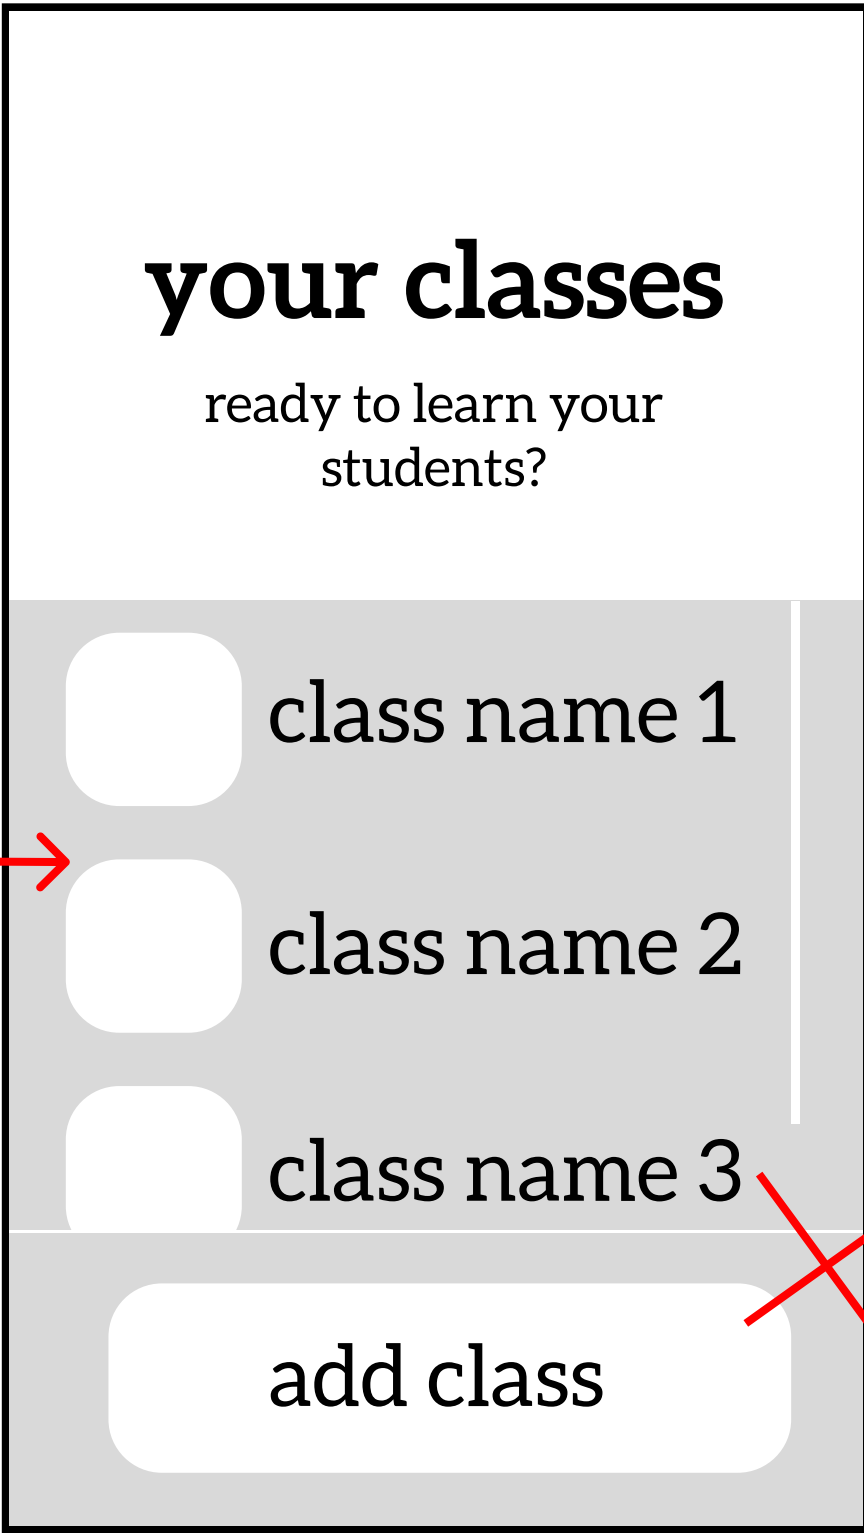 your classes
ready to learn your
students?
class name 1
class name 2
class name 3
add class